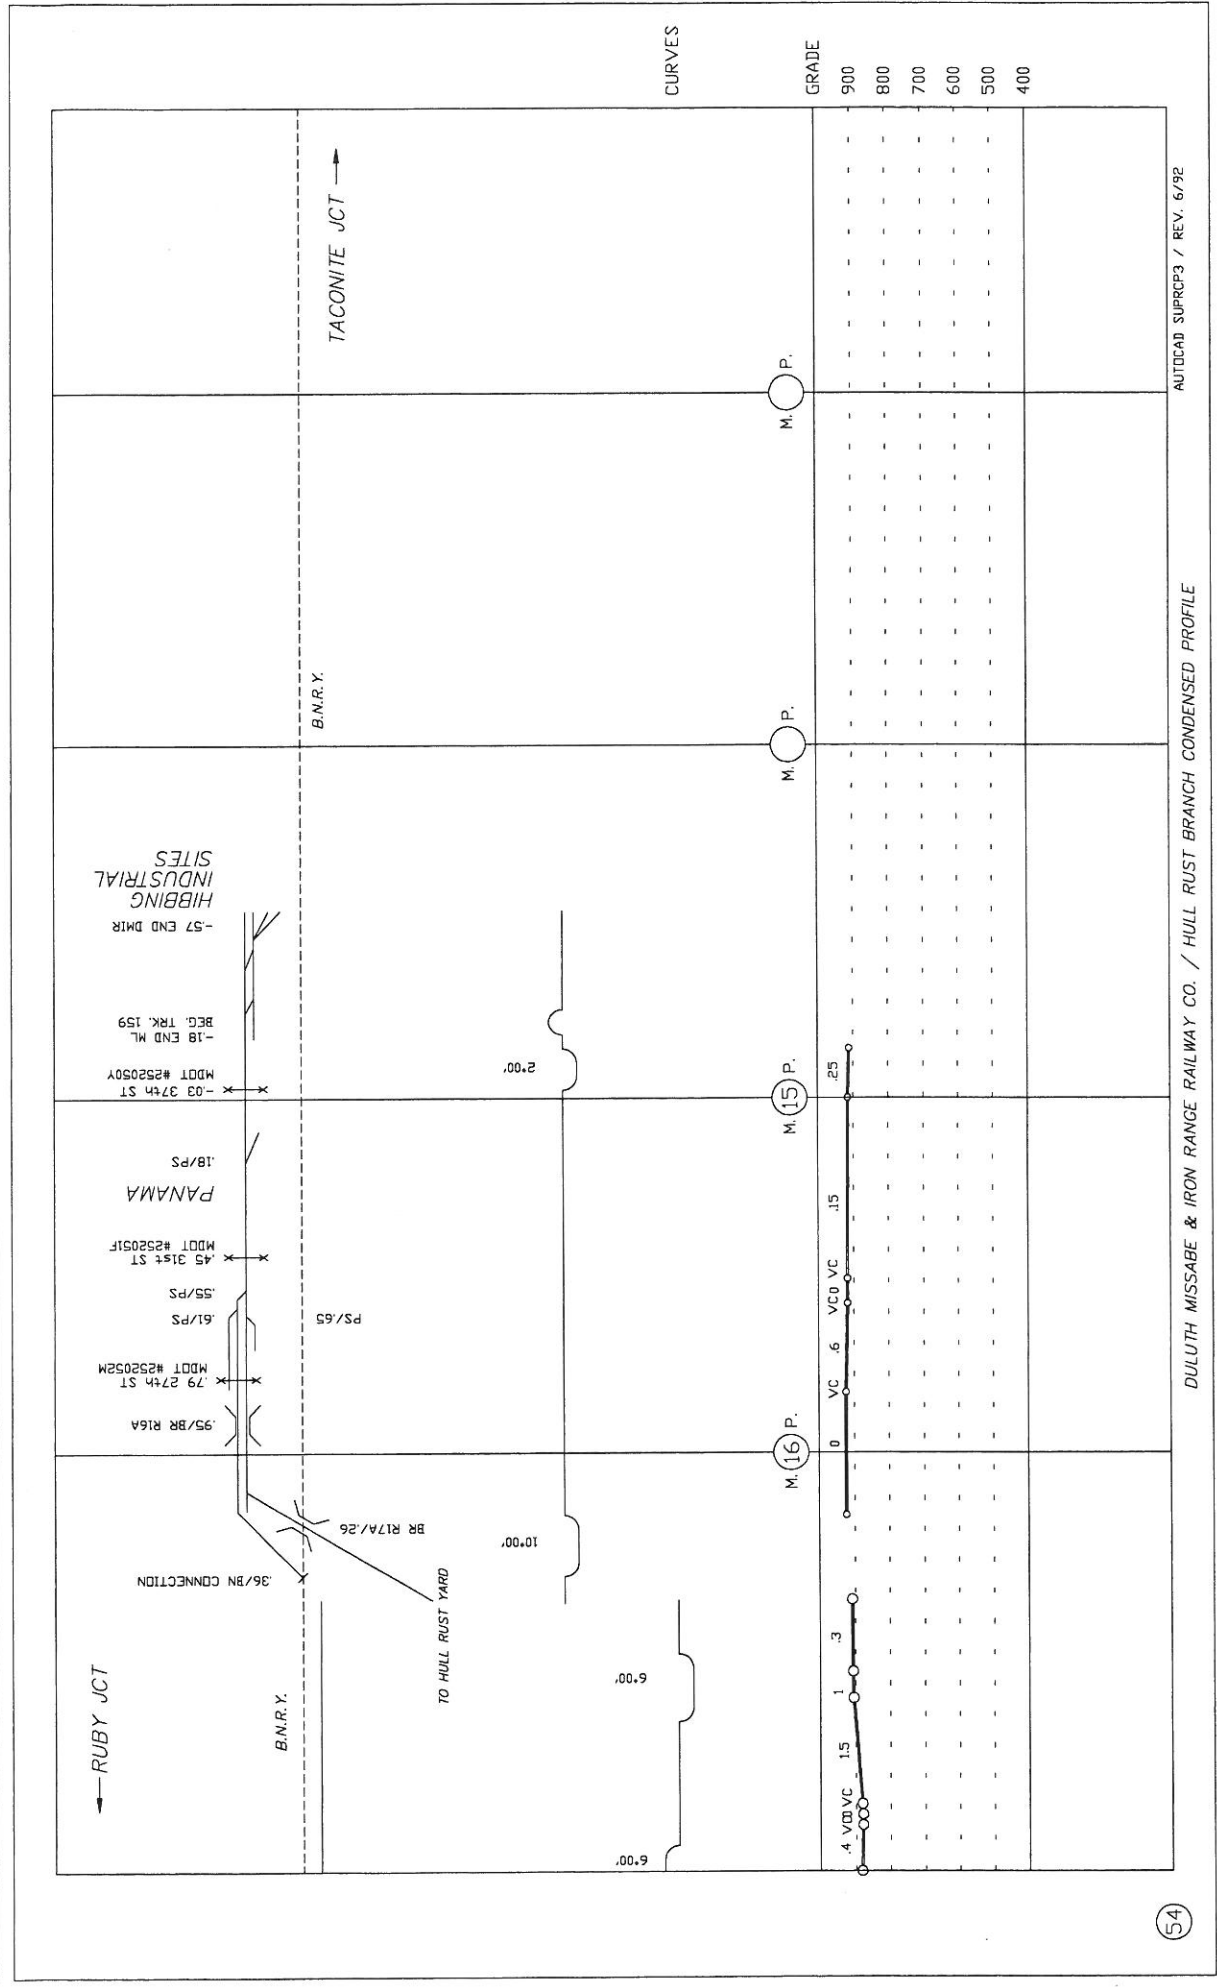 ← RUBY JCT
TACONITE JCT →
B.N.R.Y.
B.N.R.Y.
TO HULL RUST YARD
.36/BN CONNECTION
BR R17A/.26
.95/BR R16A
.79 27th ST
MDOT #252052M
.61/PS
.55/PS
PS/.65
.45 31st ST
MDOT #252051F
PANAMA
.18/PS
-.03 37th ST
MDOT #252050Y
-.18 END ML
BEG. TRK. 159
-.57 END DMIR
HIBBING
INDUSTRIAL
SITES
6°00'
6°00'
10°00'
2°00'
CURVES
M. 16 P.
M. 15 P.
M. P.
M. P.
GRADE
.4 VC0 VC 1.5 1 .3 0 VC .6 VC0 VC .15 .25
900
800
700
600
500
400
AUTOCAD SUPRCP3 / REV. 6/92
DULUTH MISSABE & IRON RANGE RAILWAY CO. / HULL RUST BRANCH CONDENSED PROFILE
54